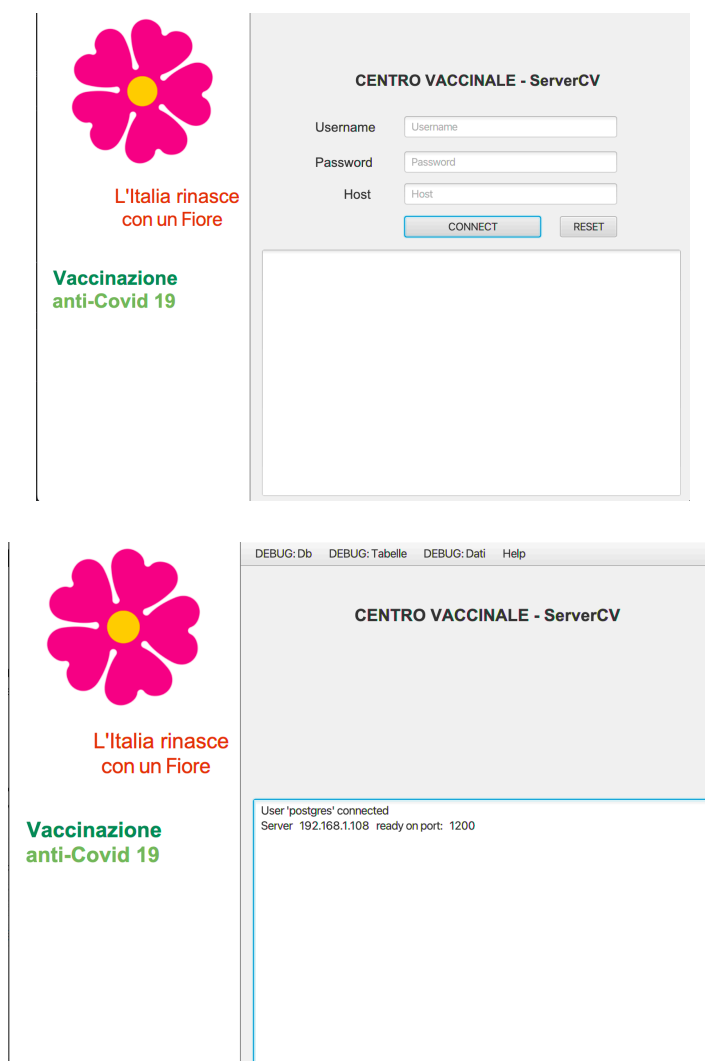 CENTRO VACCINALE - ServerCV
Username Username
Password Password
Host Host
CONNECT RESET
L'Italia rinasce
con un Fiore
Vaccinazione
anti-Covid 19
DEBUG: Db DEBUG: Tabelle DEBUG: Dati Help
CENTRO VACCINALE - ServerCV
L'Italia rinasce
con un Fiore
Vaccinazione
anti-Covid 19
User 'postgres' connected
Server 192.168.1.108 ready on port: 1200